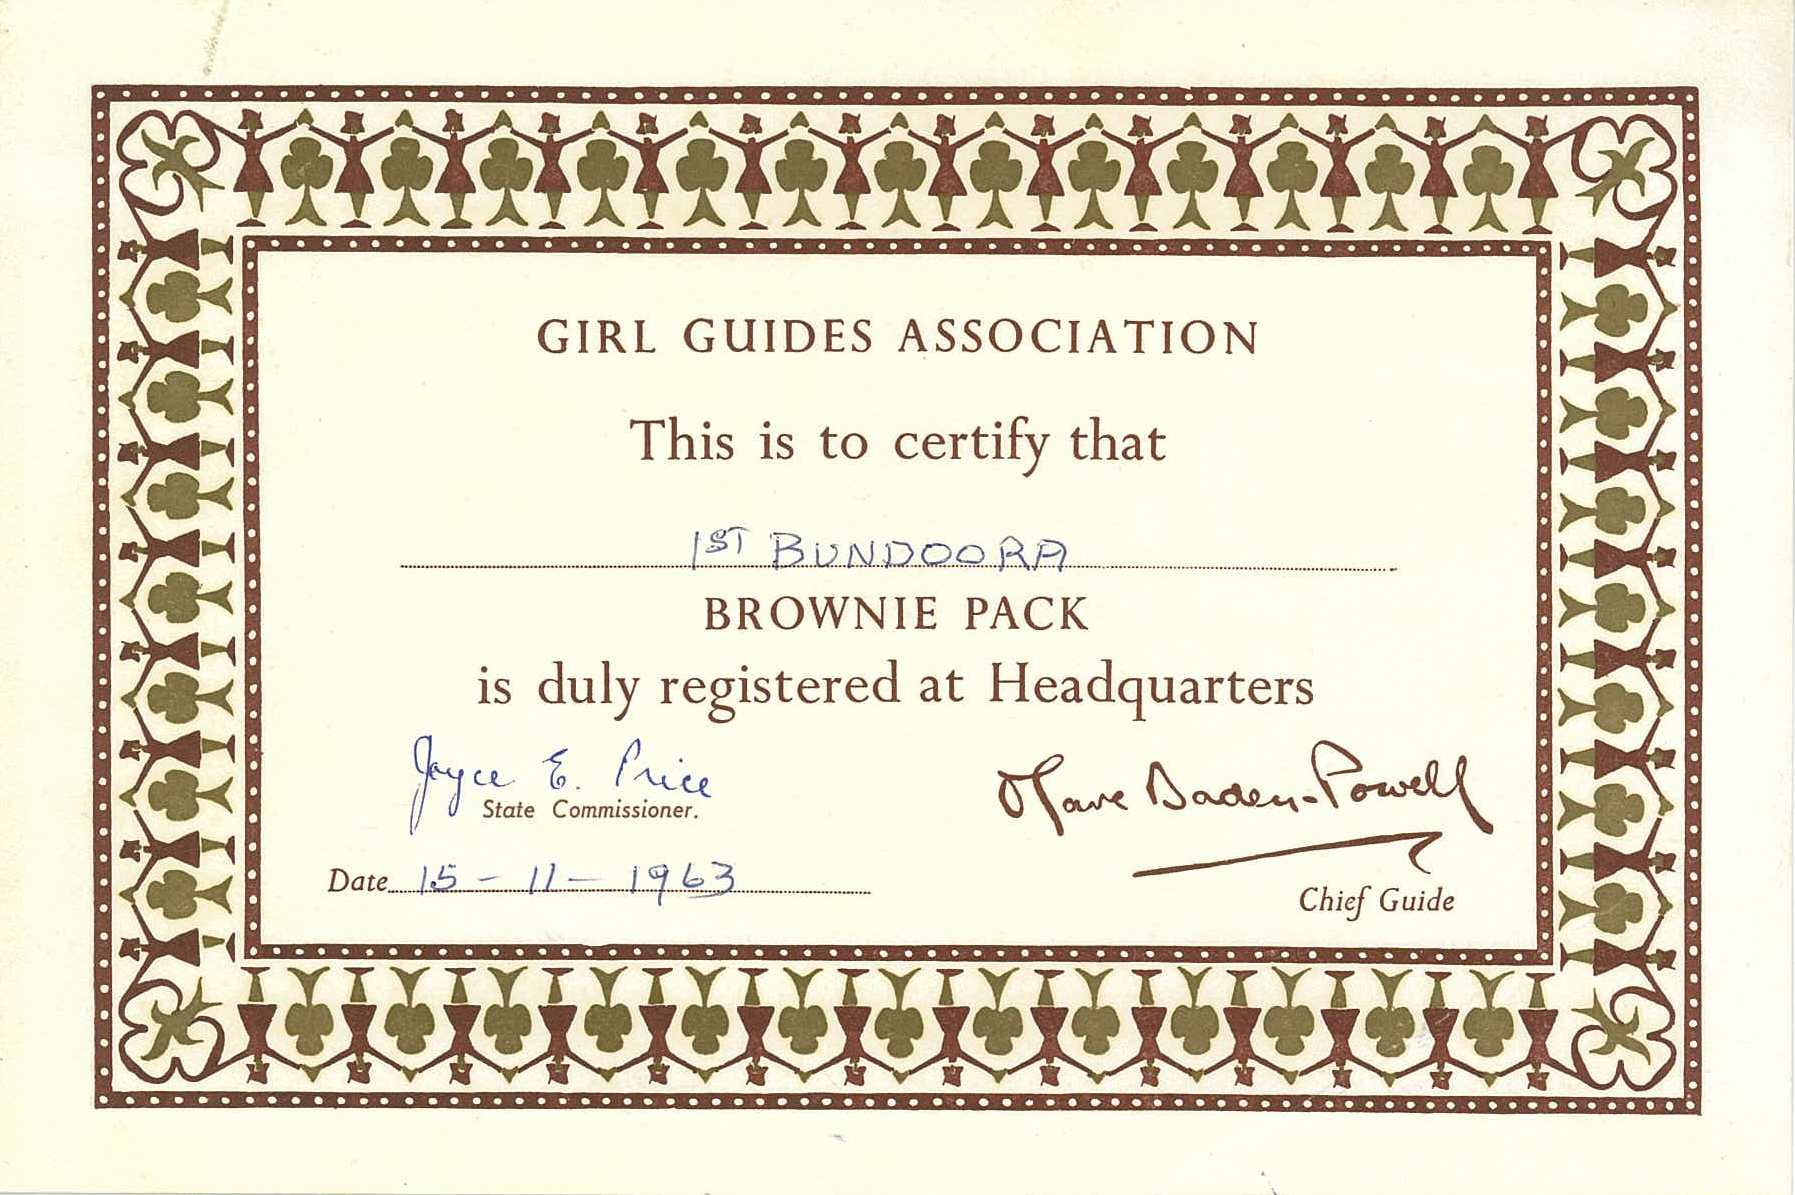 GIRL GUIDES ASSOCIATION
This is to certify that
1ST BUNDOORA
BROWNIE PACK
is duly registered at Headquarters
Joyce E. Price
State Commissioner.
Olave Baden-Powell
Date 15 - 11 - 1963
Chief Guide